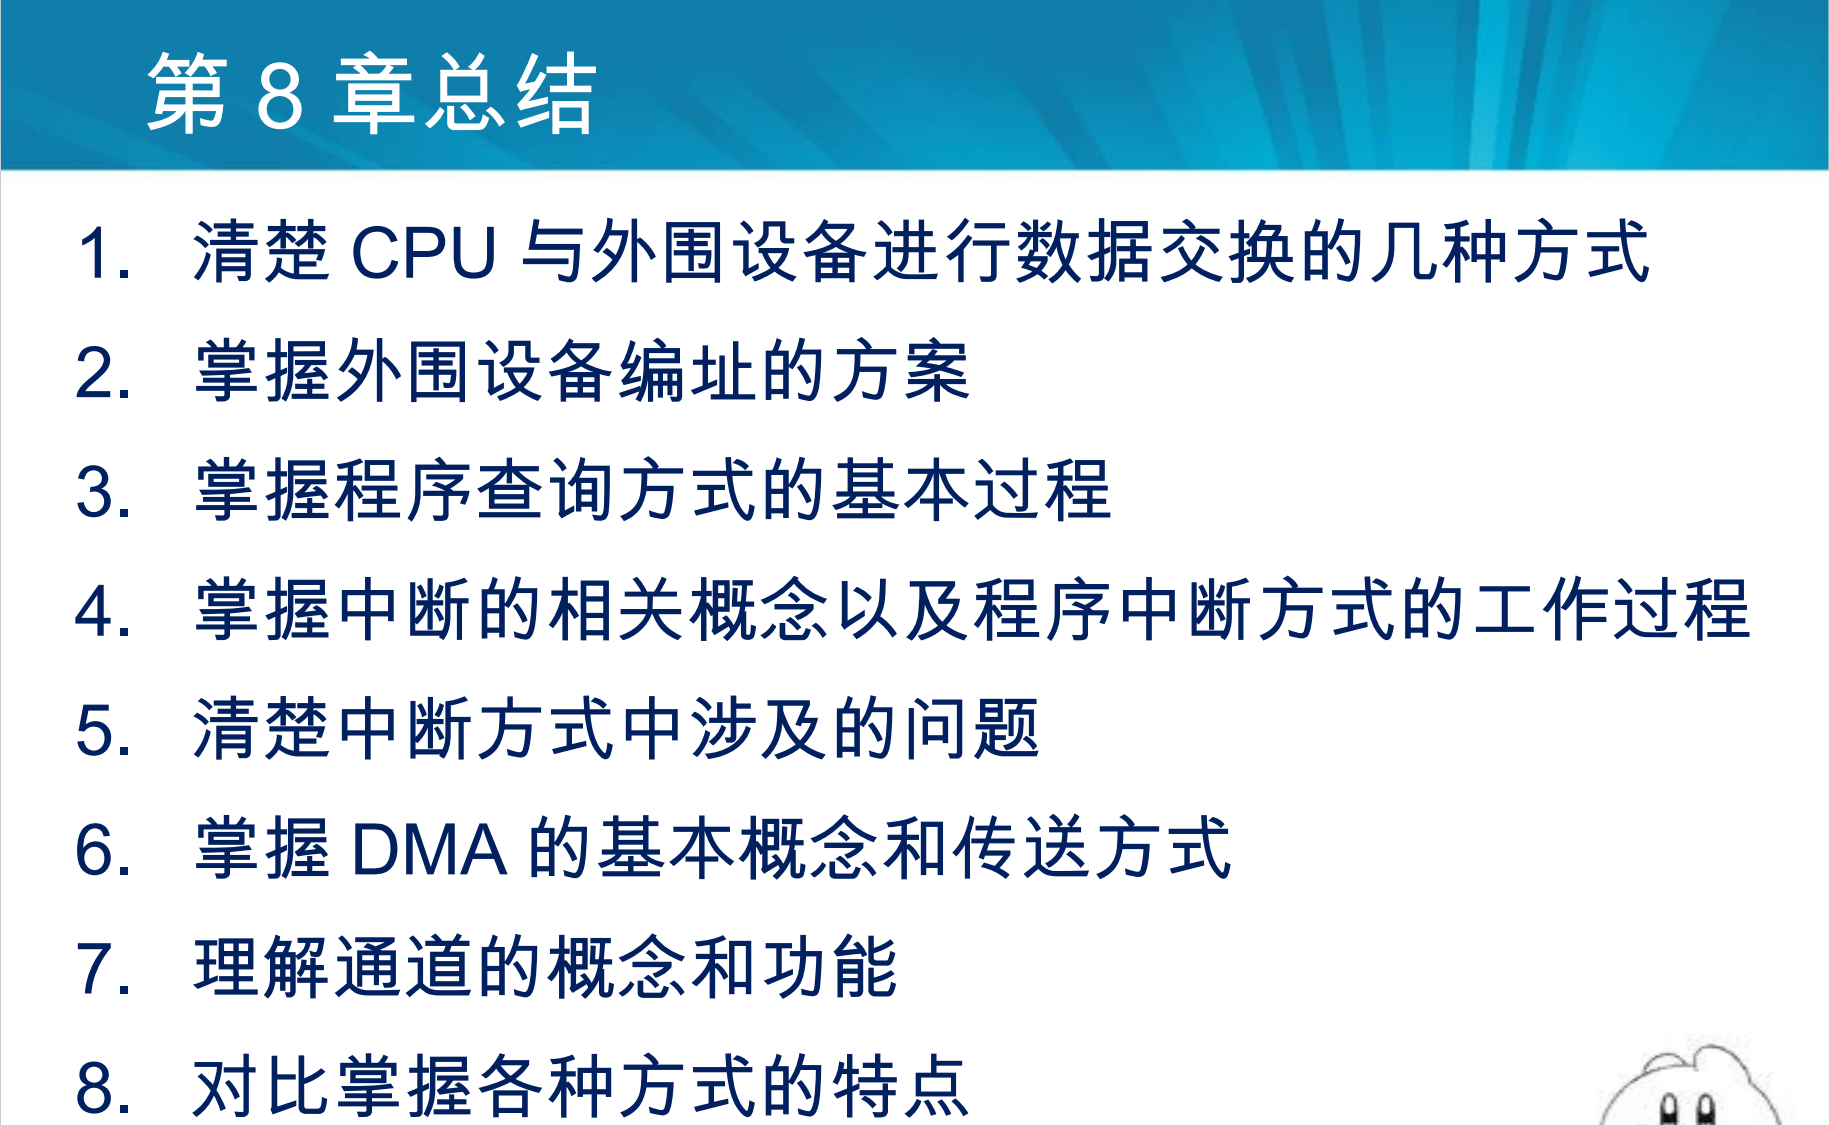 第 8 章总结
1. 清楚 CPU 与外围设备进行数据交换的几种方式
2. 掌握外围设备编址的方案
3. 掌握程序查询方式的基本过程
4. 掌握中断的相关概念以及程序中断方式的工作过程
5. 清楚中断方式中涉及的问题
6. 掌握 DMA 的基本概念和传送方式
7. 理解通道的概念和功能
8. 对比掌握各种方式的特点